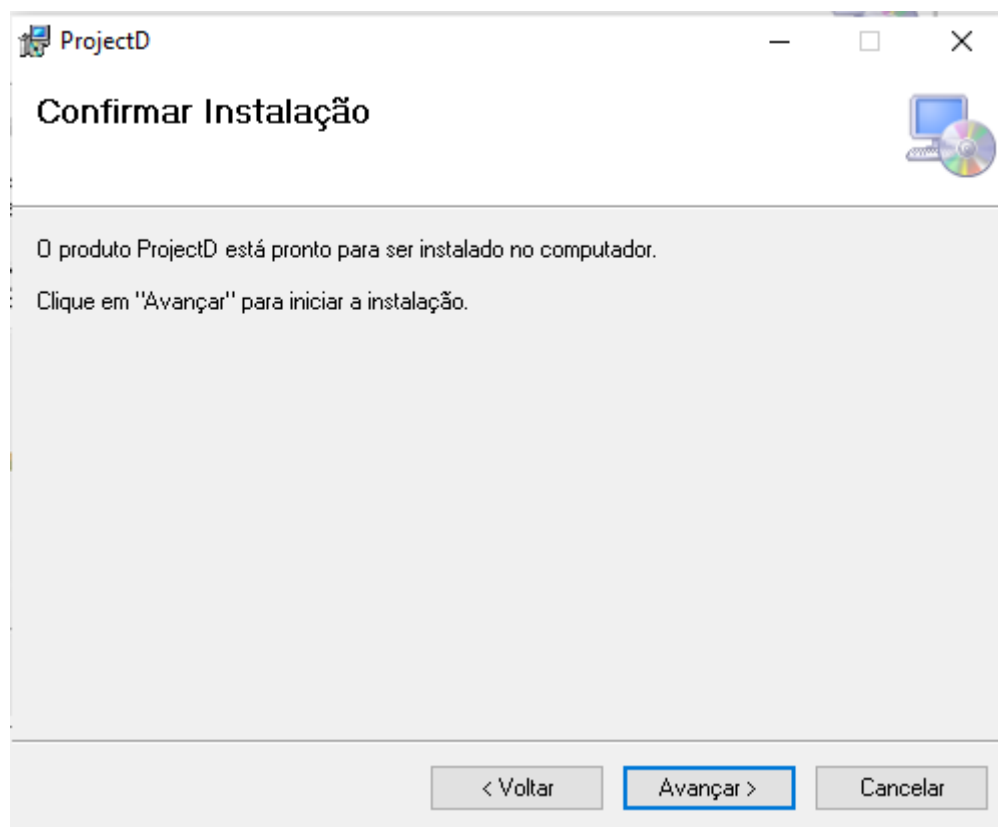 ProjectD
Confirmar Instalação
O produto ProjectD está pronto para ser instalado no computador.
Clique em "Avançar" para iniciar a instalação.
< Voltar
Avançar >
Cancelar